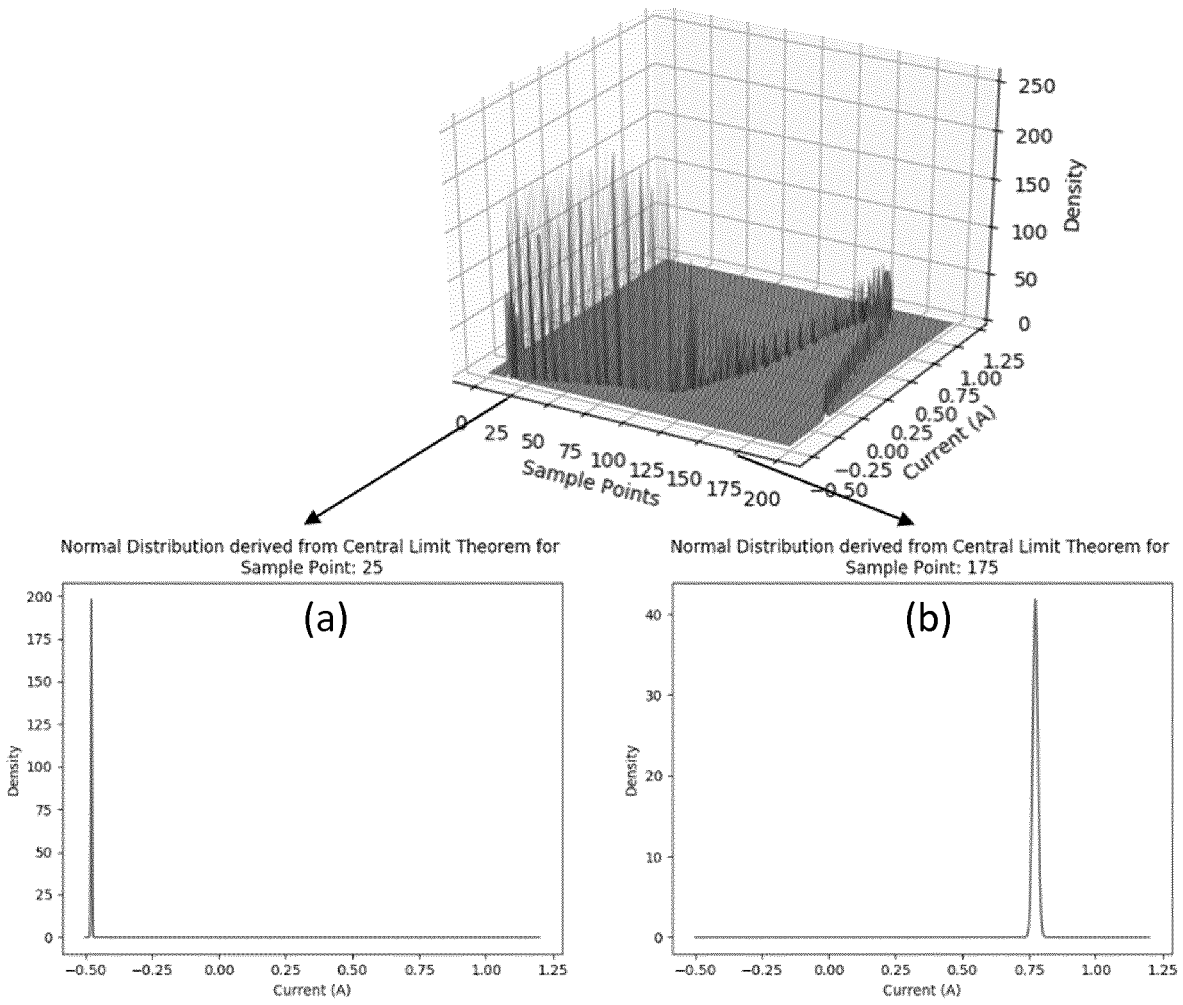 250
200
150
100
50
0
Density
0
25
50
75
100
125
150
175
200
Sample Points
1.25
1.00
0.75
0.50
0.25
0.00
−0.25
−0.50
Current (A)
Normal Distribution derived from Central Limit Theorem for
Sample Point: 25
(a)
200
175
150
125
100
75
50
25
0
Density
−0.50 −0.25 0.00 0.25 0.50 0.75 1.00 1.25
Current (A)
Normal Distribution derived from Central Limit Theorem for
Sample Point: 175
(b)
40
30
20
10
0
Density
−0.50 −0.25 0.00 0.25 0.50 0.75 1.00 1.25
Current (A)